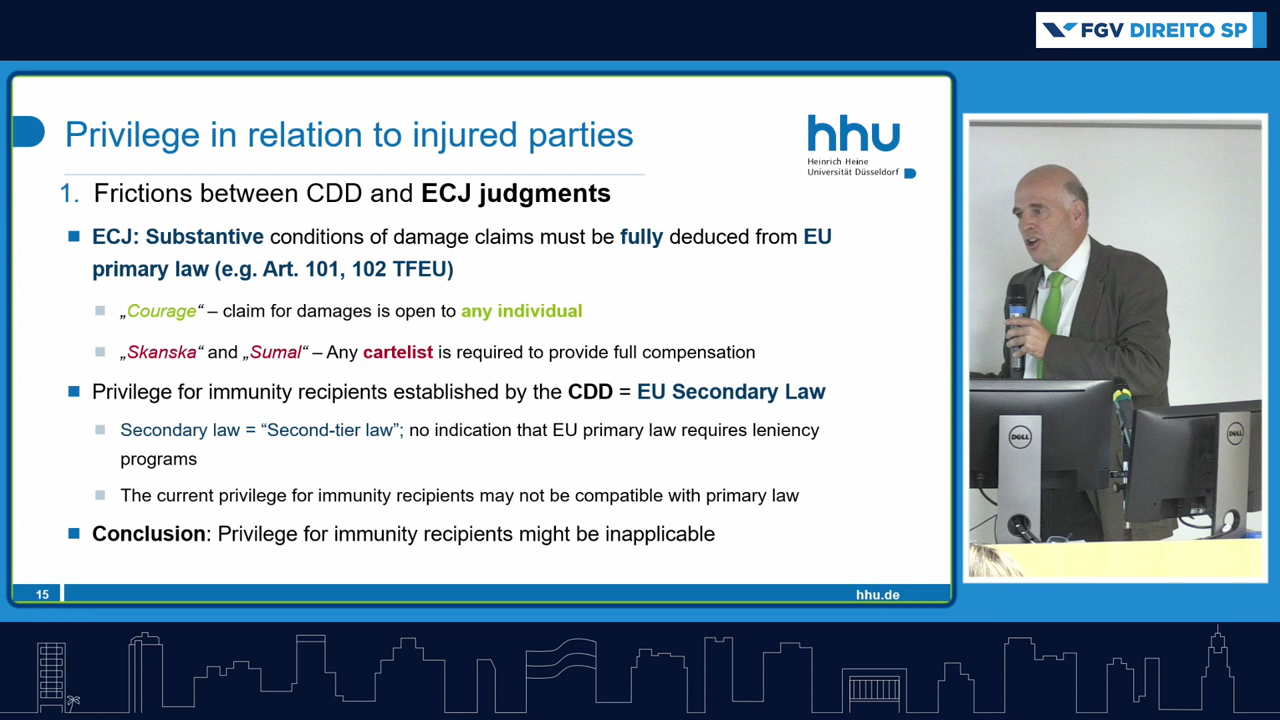 FGV DIREITO SP
Privilege in relation to injured parties
hhu
Heinrich Heine
Universität Düsseldorf
1. Frictions between CDD and ECJ judgments
ECJ: Substantive conditions of damage claims must be fully deduced from EU
primary law (e.g. Art. 101, 102 TFEU)
„Courage“ – claim for damages is open to any individual
„Skanska“ and „Sumal“ – Any cartelist is required to provide full compensation
Privilege for immunity recipients established by the CDD = EU Secondary Law
Secondary law = “Second-tier law”; no indication that EU primary law requires leniency
programs
The current privilege for immunity recipients may not be compatible with primary law
Conclusion: Privilege for immunity recipients might be inapplicable
15
hhu.de
DELL
DELL